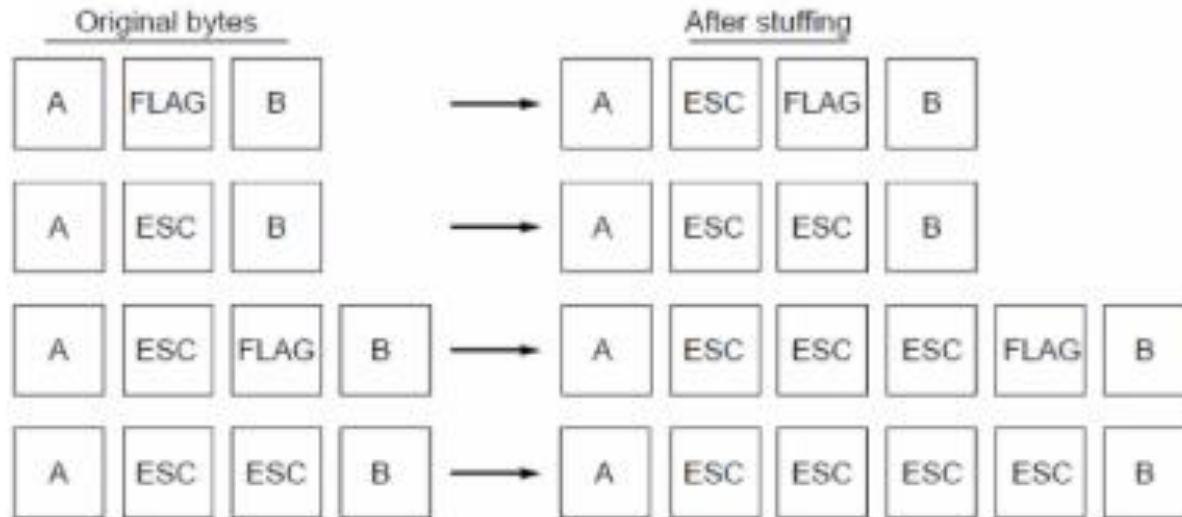 Original bytes After stuffing
A FLAG B A ESC FLAG B
A ESC B A ESC ESC B
A ESC FLAG B A ESC ESC ESC FLAG B
A ESC ESC B A ESC ESC ESC ESC B